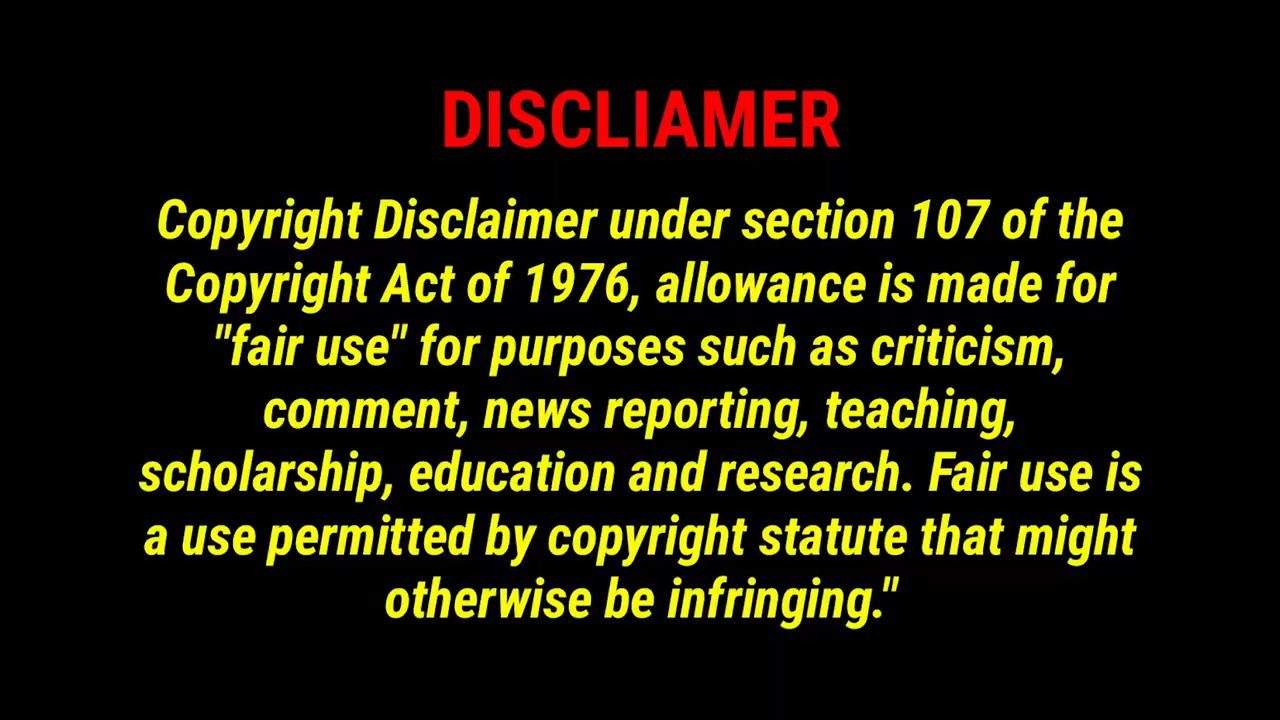 DISCLIAMER
Copyright Disclaimer under section 107 of the
Copyright Act of 1976, allowance is made for
"fair use" for purposes such as criticism,
comment, news reporting, teaching,
scholarship, education and research. Fair use is
a use permitted by copyright statute that might
otherwise be infringing."